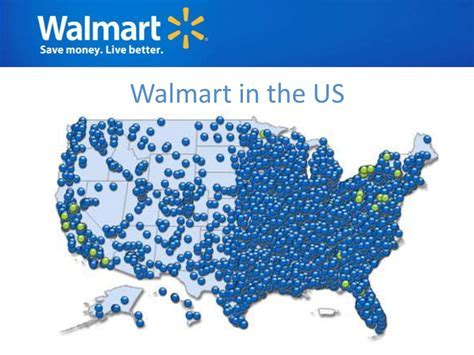 Walmart
Save money. Live better.
Walmart in the US